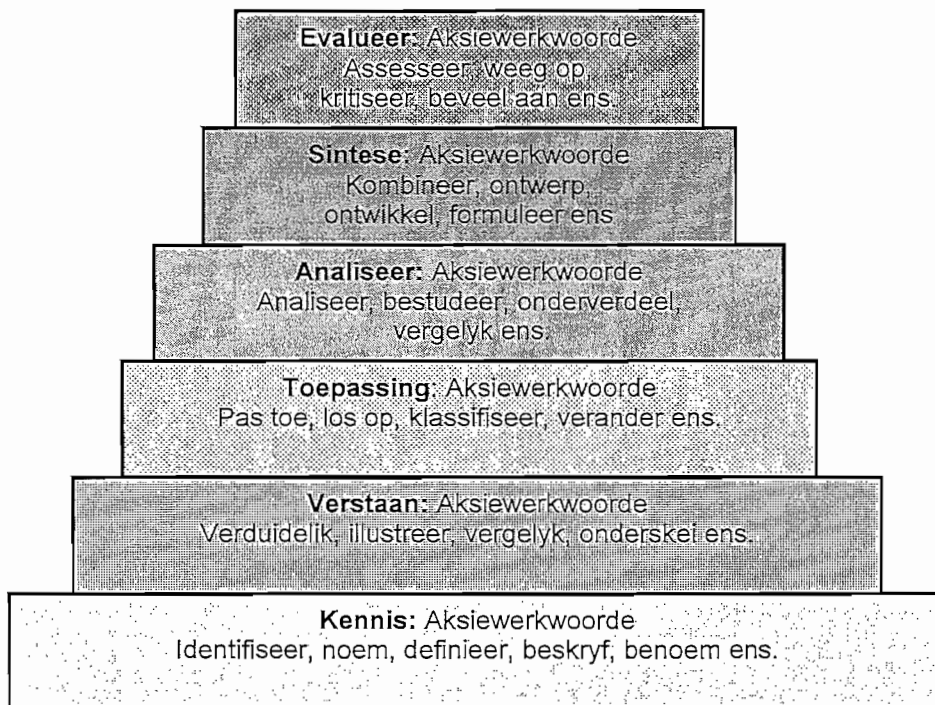 Evalueer: Aksiewerkwoorde
Assesseer, weeg op,
kritiseer, beveel aan ens.
Sintese: Aksiewerkwoorde
Kombineer, ontwerp,
ontwikkel, formuleer ens
Analiseer: Aksiewerkwoorde
Analiseer, bestudeer, onderverdeel,
vergelyk ens.
Toepassing: Aksiewerkwoorde
Pas toe, los op, klassifiseer, verander ens.
Verstaan: Aksiewerkwoorde
Verduidelik, illustreer, vergelyk, onderskei ens.
Kennis: Aksiewerkwoorde
Identifiseer, noem, definieer, beskryf, benoem ens.